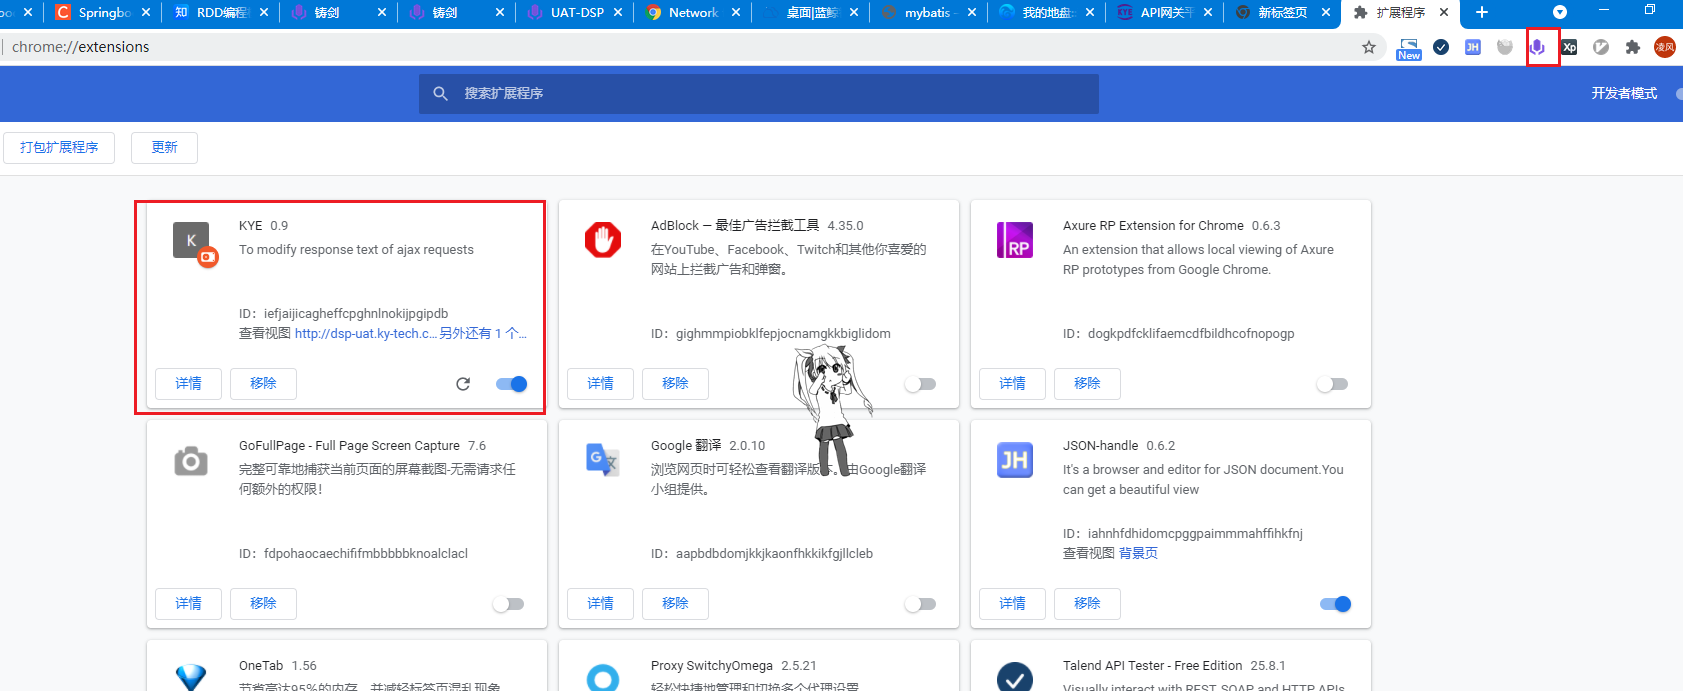 Springbo
RDD编程
铸剑
铸剑
UAT-DSP
Network
桌面|蓝鲸
mybatis -
我的地盘
KYE
API网关平
新标签页
扩展程序
chrome://extensions
New
JH
Xp
凌风
搜索扩展程序
开发者模式
打包扩展程序
更新
K
KYE 0.9
To modify response text of ajax requests
ID：iefjaijicagheffcpghnlnokijpgipdb
查看视图 http://dsp-uat.ky-tech.c... 另外还有 1 个...
详情
移除
AdBlock — 最佳广告拦截工具 4.35.0
在YouTube、Facebook、Twitch和其他你喜爱的
网站上拦截广告和弹窗。
ID：gighmmpiobklfepjocnamgkkbiglidom
详情
移除
RP
Axure RP Extension for Chrome 0.6.3
An extension that allows local viewing of Axure
RP prototypes from Google Chrome.
ID：dogkpdfcklifaemcdfbildhcofnopogp
详情
移除
GoFullPage - Full Page Screen Capture 7.6
完整可靠地捕获当前页面的屏幕截图-无需请求任
何额外的权限！
ID：fdpohaocaechififmbbbbbknoalclacl
详情
移除
Google 翻译 2.0.10
浏览网页时可轻松查看翻译版本。由Google翻译
小组提供。
ID：aapbdbdomjkkjkaonfhkkikfgjllcleb
详情
移除
JH
JSON-handle 0.6.2
It's a browser and editor for JSON document.You
can get a beautiful view
ID：iahnhfdhidomcpggpaimmmahffihkfnj
查看视图 背景页
详情
移除
OneTab 1.56
节省高达95%的内存，并减轻标签页混乱现象
Proxy SwitchyOmega 2.5.21
轻松快捷地管理和切换多个代理设置
Talend API Tester - Free Edition 25.8.1
Visually interact with REST, SOAP and HTTP APIs